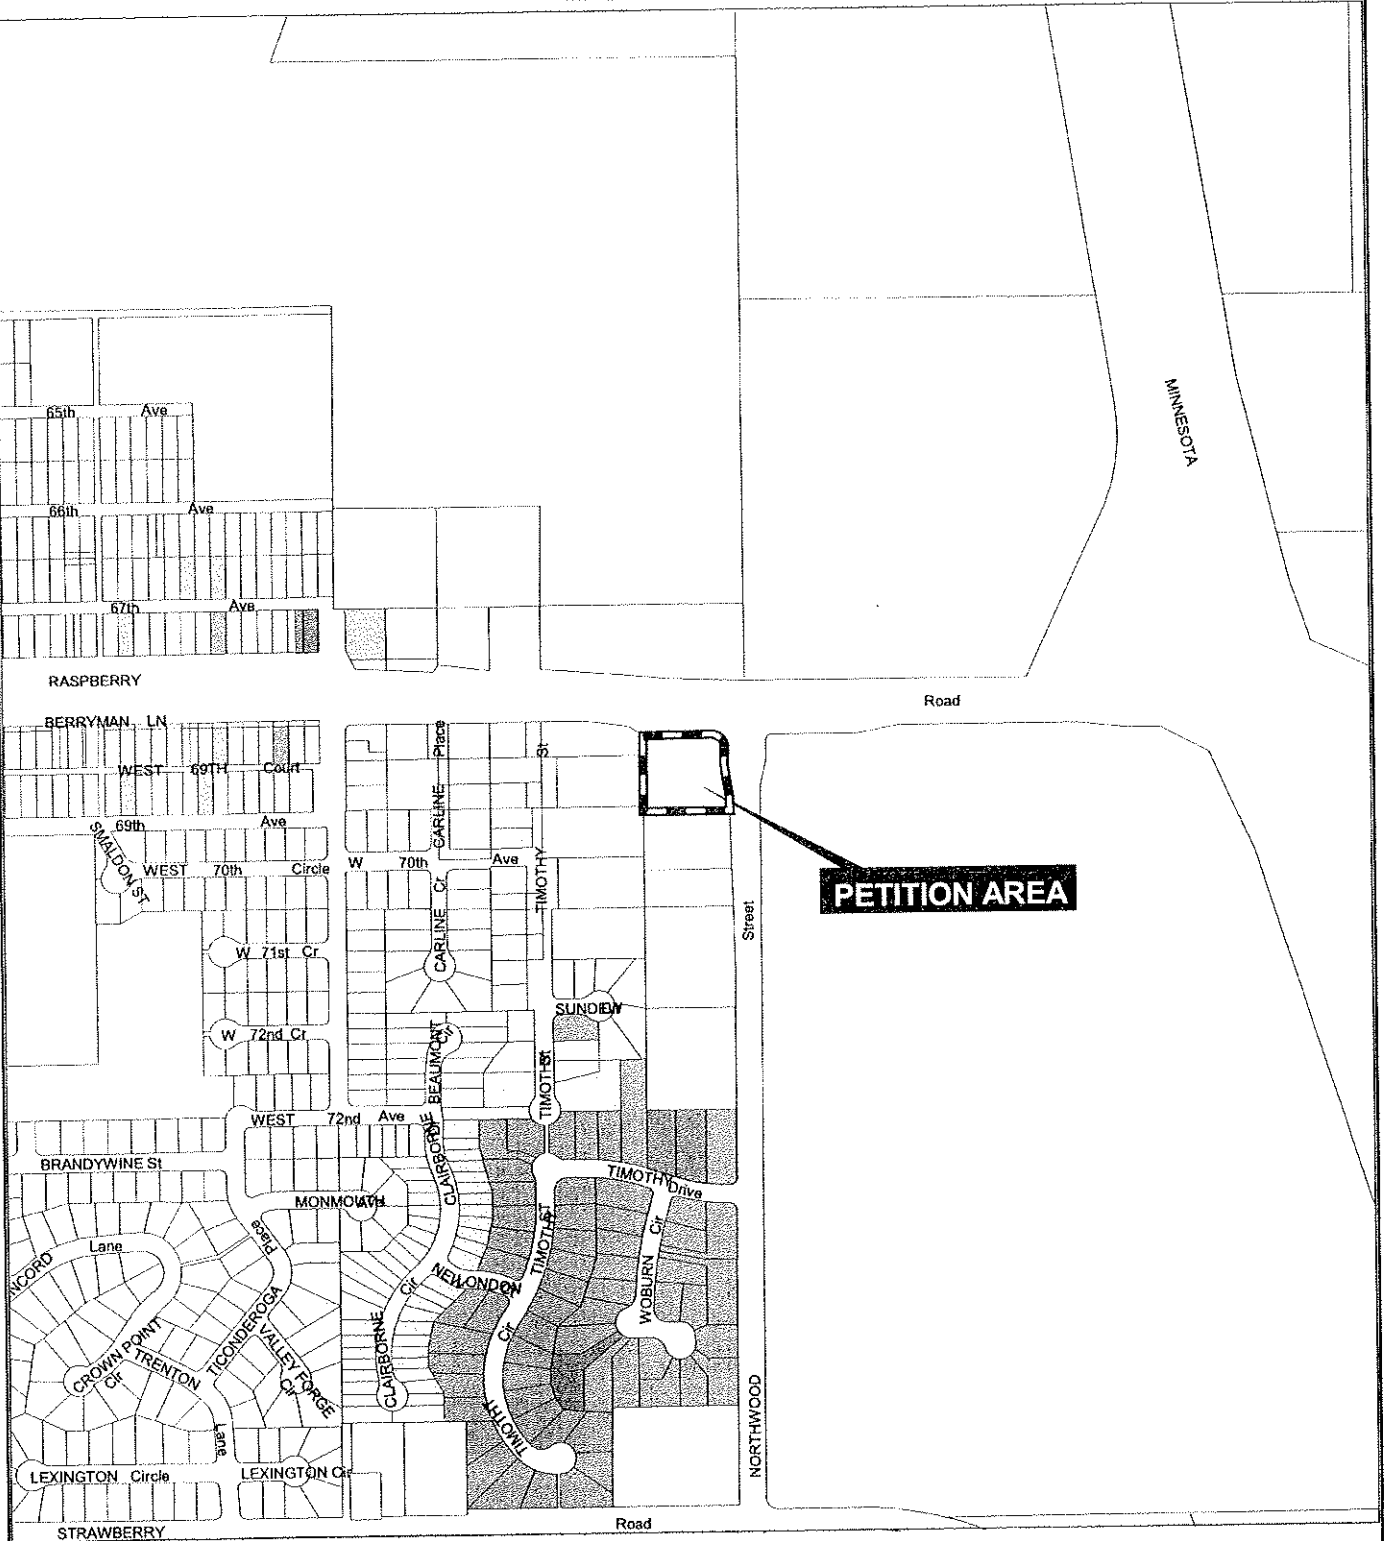 MINNESOTA
65th Ave
66th Ave
67th Ave
RASPBERRY Road
BERRYMAN LN
WEST 69TH Court
CARLINE Place
St
69th Ave
SMALDON ST
WEST 70th Circle
W 70th Ave
TIMOTHY
PETITION AREA
CARLINE Cr
Street
W 71st Cr
SUNDEW
W 72nd Cr
BEAUMONT Cir
TIMOTHY St
WEST 72nd Ave
CLAIRBORNE
BRANDYWINE St
TIMOTHY Drive
MONMOUTH Ave
Place
TIMOTHY ST
WOBURN Cir
Lane
NCORD
NEW LONDON
Cir
TICONDEROGA
CROWN POINT Cir
TRENTON
VALLEY FORGE Cir
CLAIRBORNE
Cir
TIMOTHY
NORTHWOOD
Lane
LEXINGTON Circle
LEXINGTON Cir
STRAWBERRY Road